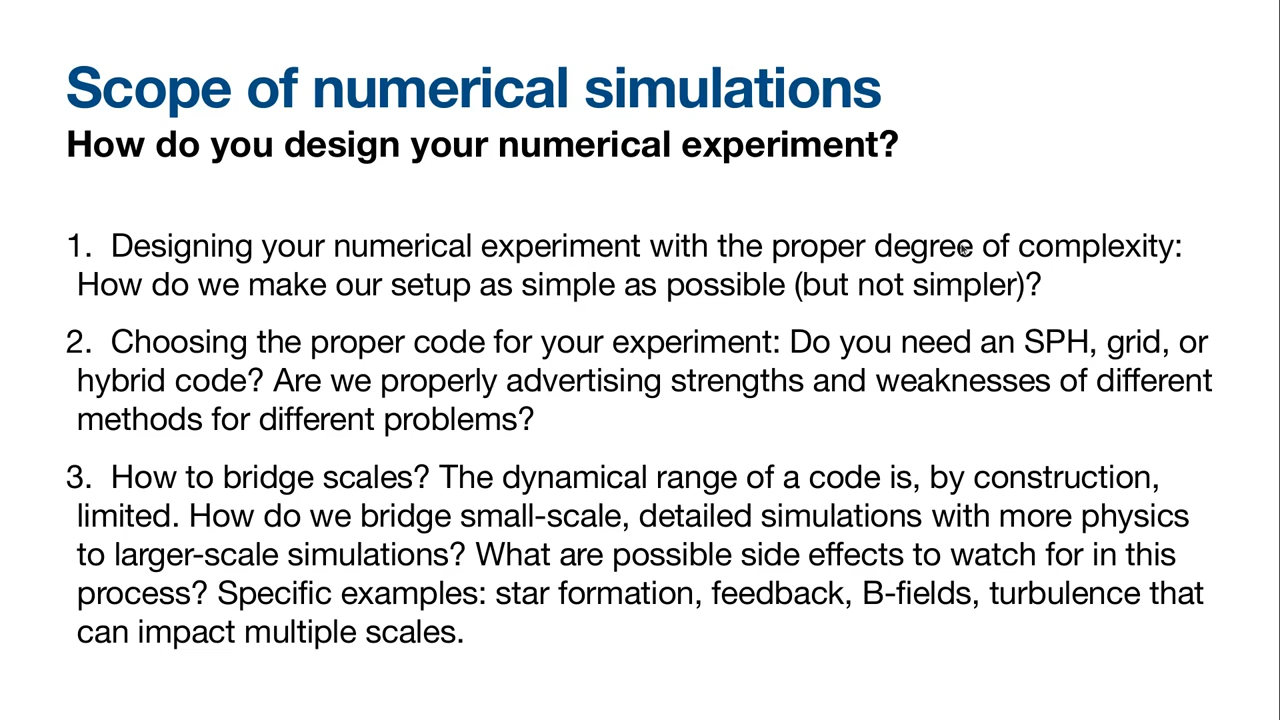 Scope of numerical simulations
How do you design your numerical experiment?
1. Designing your numerical experiment with the proper degree of complexity:
How do we make our setup as simple as possible (but not simpler)?
2. Choosing the proper code for your experiment: Do you need an SPH, grid, or
hybrid code? Are we properly advertising strengths and weaknesses of different
methods for different problems?
3. How to bridge scales? The dynamical range of a code is, by construction,
limited. How do we bridge small-scale, detailed simulations with more physics
to larger-scale simulations? What are possible side effects to watch for in this
process? Specific examples: star formation, feedback, B-fields, turbulence that
can impact multiple scales.